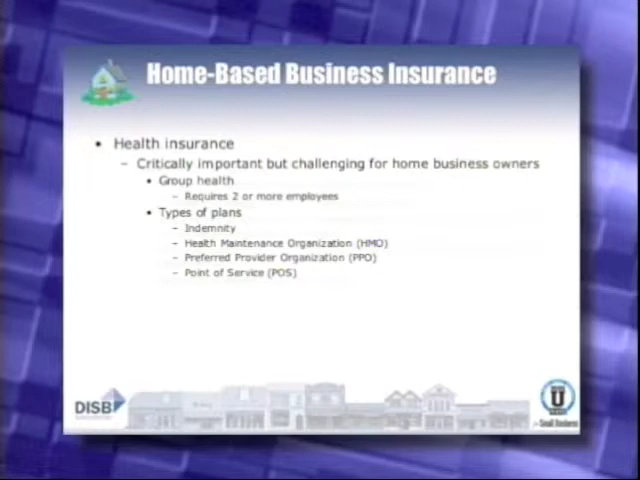 Home-Based Business Insurance
• Health insurance
– Critically important but challenging for home business owners
• Group health
– Requires 2 or more employees
• Types of plans
– Indemnity
– Health Maintenance Organization (HMO)
– Preferred Provider Organization (PPO)
– Point of Service (POS)
DISB
U
Small Business